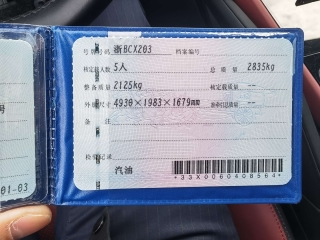 号牌号码 浙BCX203 档案编号
核定载人数 5人 总质量 2835kg
整备质量 2125kg 核定载质量 --
外廓尺寸 4930×1983×1679mm 准牵引总质量 --
备注
检验记录
汽油
*33X0060408564*
号
01-03